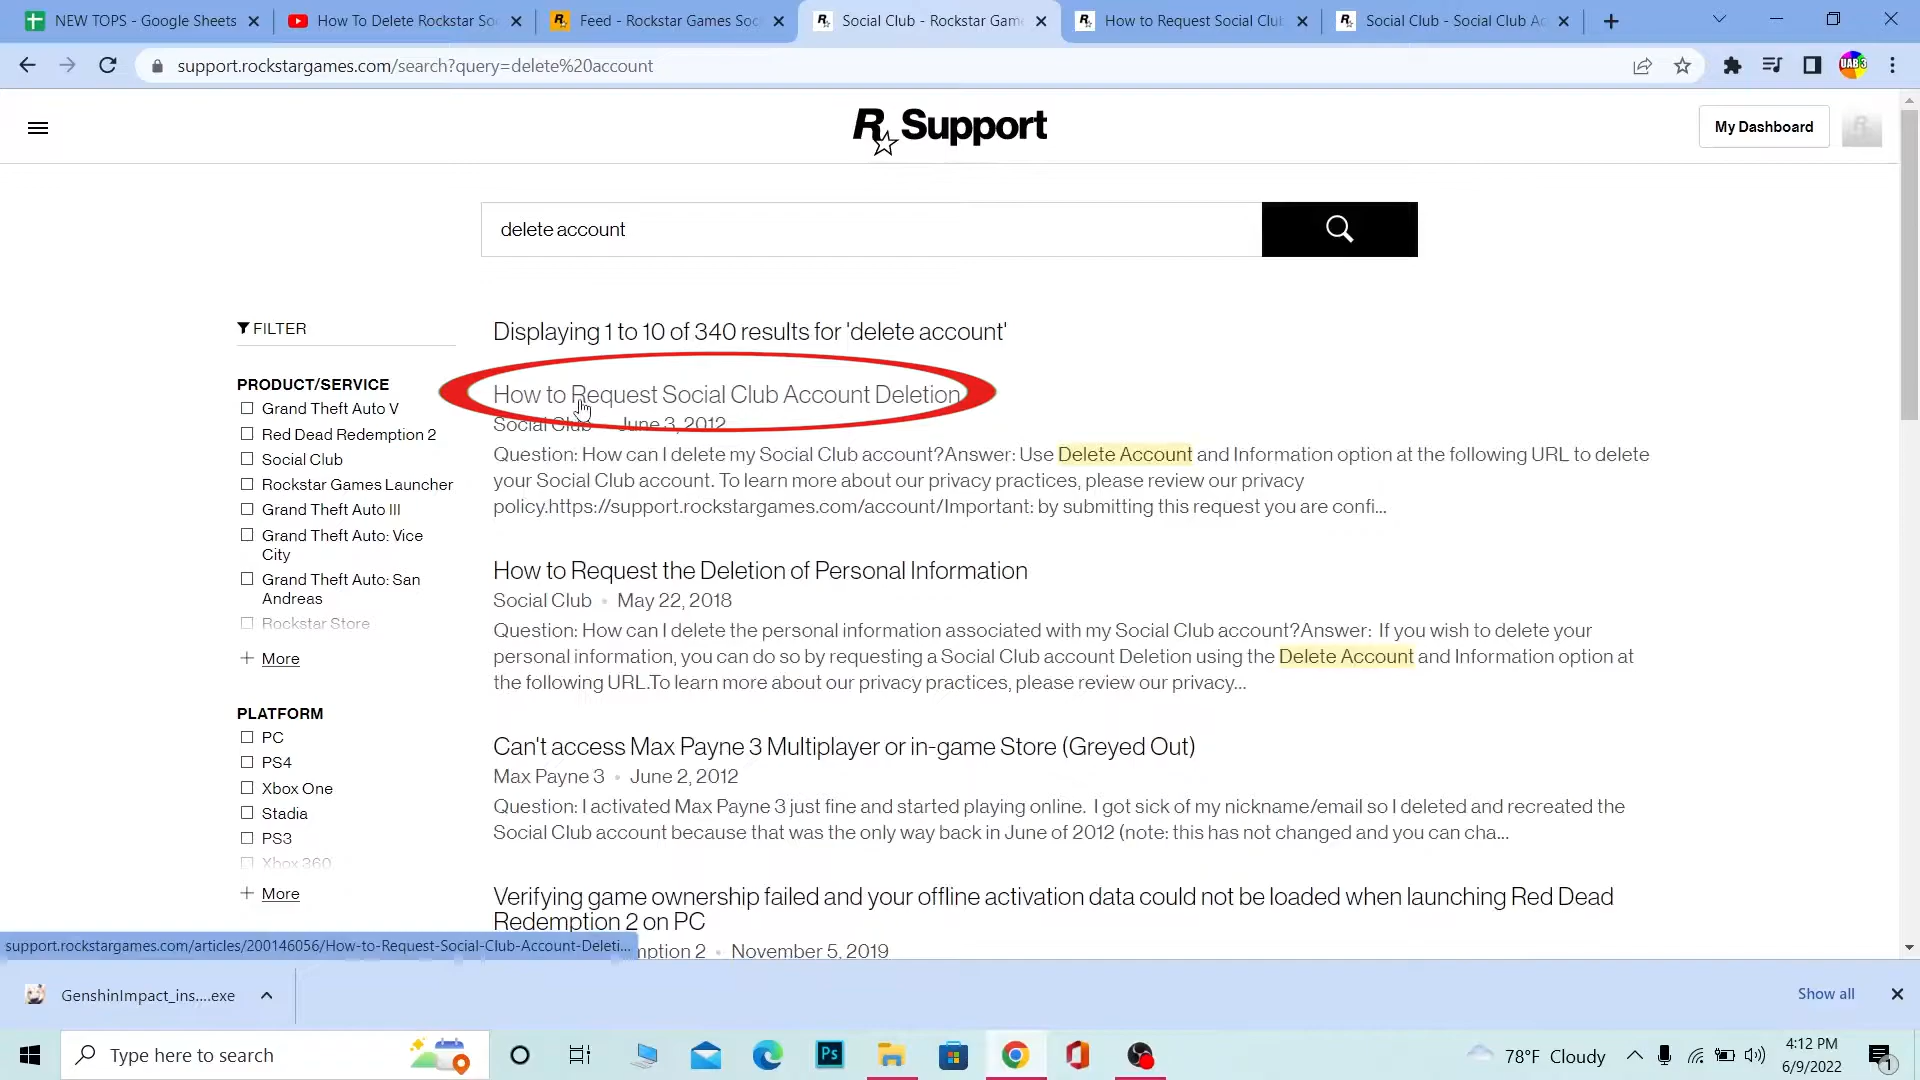 NEW TOPS - Google Sheets
How To Delete Rockstar So
Feed - Rockstar Games Soc
Social Club - Rockstar Game
How to Request Social Club
Social Club - Social Club Ac
support.rockstargames.com/search?query=delete%20account
UAB 3
R Support
My Dashboard
delete account
FILTER
Displaying 1 to 10 of 340 results for 'delete account'
PRODUCT/SERVICE
Grand Theft Auto V
Red Dead Redemption 2
Social Club
Rockstar Games Launcher
Grand Theft Auto III
Grand Theft Auto: Vice
City
Grand Theft Auto: San
Andreas
Rockstar Store
More
PLATFORM
PC
PS4
Xbox One
Stadia
PS3
Xbox 360
More
How to Request Social Club Account Deletion
Social Club June 3, 2012
Question: How can I delete my Social Club account?Answer: Use Delete Account and Information option at the following URL to delete
your Social Club account. To learn more about our privacy practices, please review our privacy
policy.https://support.rockstargames.com/account/Important: by submitting this request you are confi...
How to Request the Deletion of Personal Information
Social Club • May 22, 2018
Question: How can I delete the personal information associated with my Social Club account?Answer: If you wish to delete your
personal information, you can do so by requesting a Social Club account Deletion using the Delete Account and Information option at
the following URL.To learn more about our privacy practices, please review our privacy...
Can't access Max Payne 3 Multiplayer or in-game Store (Greyed Out)
Max Payne 3 • June 2, 2012
Question: I activated Max Payne 3 just fine and started playing online. I got sick of my nickname/email so I deleted and recreated the
Social Club account because that was the only way back in June of 2012 (note: this has not changed and you can cha...
Verifying game ownership failed and your offline activation data could not be loaded when launching Red Dead
Redemption 2 on PC
mption 2 • November 5, 2019
support.rockstargames.com/articles/200146056/How-to-Request-Social-Club-Account-Deleti...
GenshinImpact_ins....exe
Show all
Type here to search
Ps
78°F Cloudy
4:12 PM
6/9/2022
1